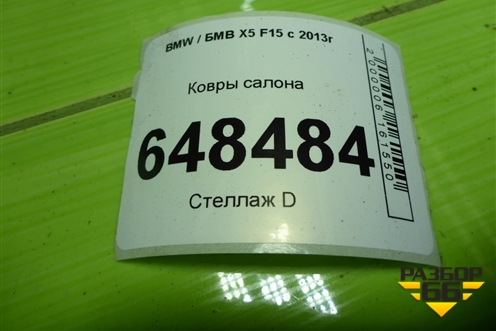 BMW / БМВ X5 F15 с 2013г
Ковры салона
648484
Стеллаж D
2000006161550
РАЗБОР
66